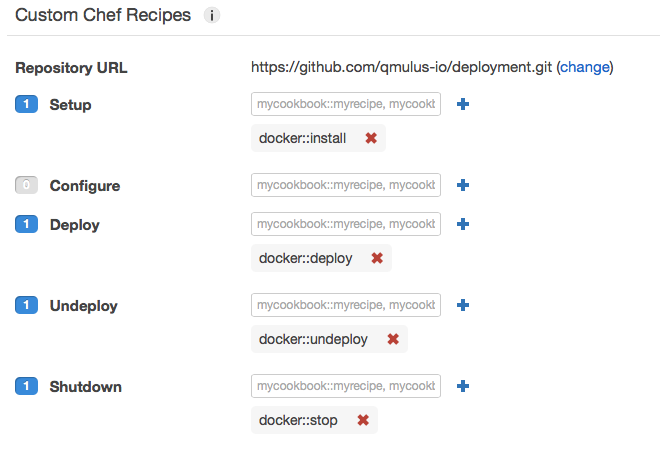 Custom Chef Recipes i
Repository URL https://github.com/qmulus-io/deployment.git (change)
1 Setup mycookbook::myrecipe, mycookb
docker::install
0 Configure mycookbook::myrecipe, mycookb
1 Deploy mycookbook::myrecipe, mycookb
docker::deploy
1 Undeploy mycookbook::myrecipe, mycookb
docker::undeploy
1 Shutdown mycookbook::myrecipe, mycookb
docker::stop